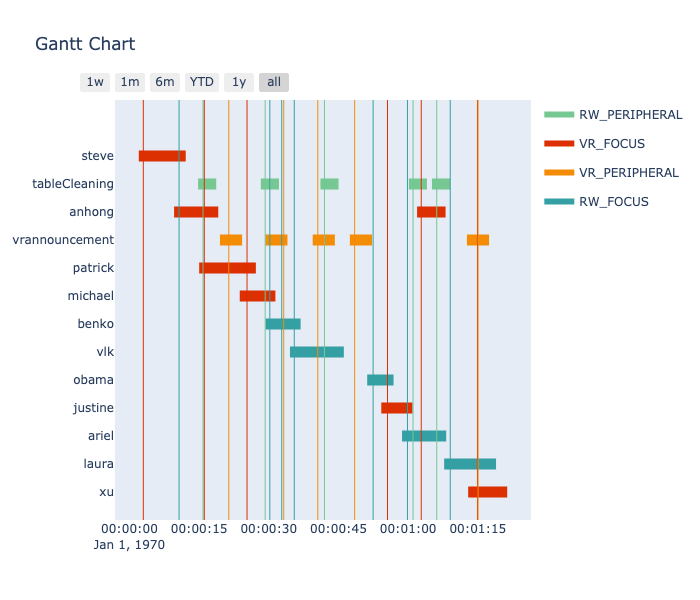 Gantt Chart
1w 1m 6m YTD 1y all
RW_PERIPHERAL
VR_FOCUS
VR_PERIPHERAL
RW_FOCUS
steve
tableCleaning
anhong
vrannouncement
patrick
michael
benko
vlk
obama
justine
ariel
laura
xu
00:00:00 00:00:15 00:00:30 00:00:45 00:01:00 00:01:15
Jan 1, 1970